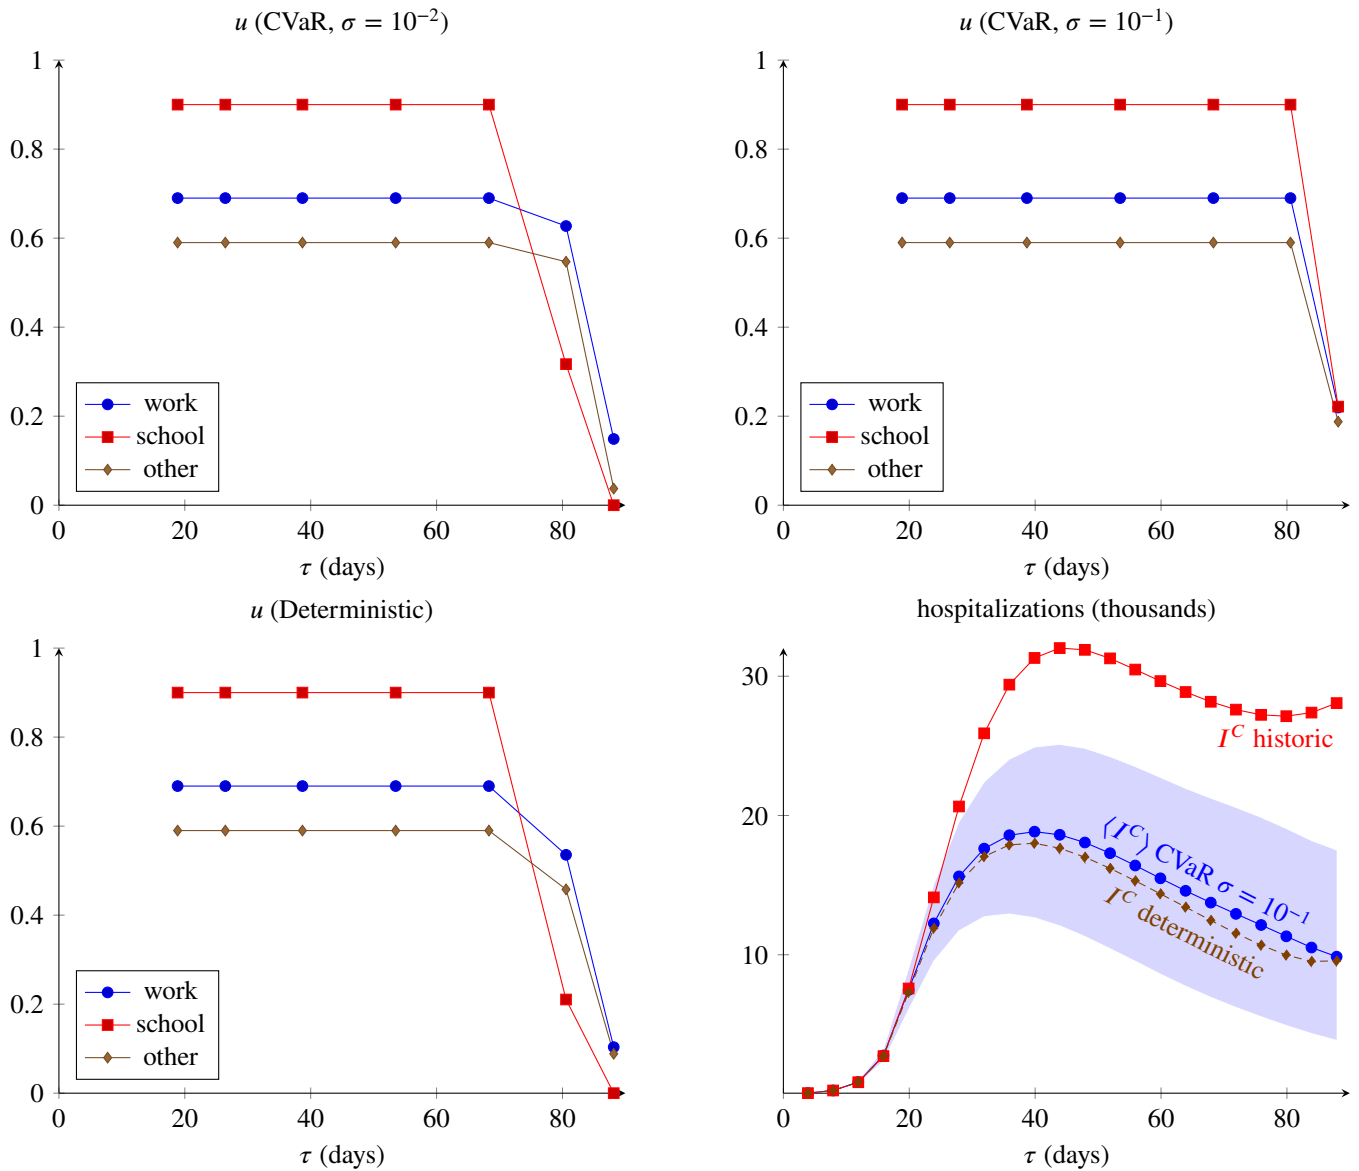 u (CVaR, σ = 10⁻²)
1
0.8
0.6
0.4
0.2
0
work
school
other
0 20 40 60 80
τ (days)
u (CVaR, σ = 10⁻¹)
1
0.8
0.6
0.4
0.2
0
work
school
other
0 20 40 60 80
τ (days)
u (Deterministic)
1
0.8
0.6
0.4
0.2
0
work
school
other
0 20 40 60 80
τ (days)
hospitalizations (thousands)
30
20
10
I^C historic
⟨I^C⟩ CVaR σ = 10⁻¹
I^C deterministic
0 20 40 60 80
τ (days)